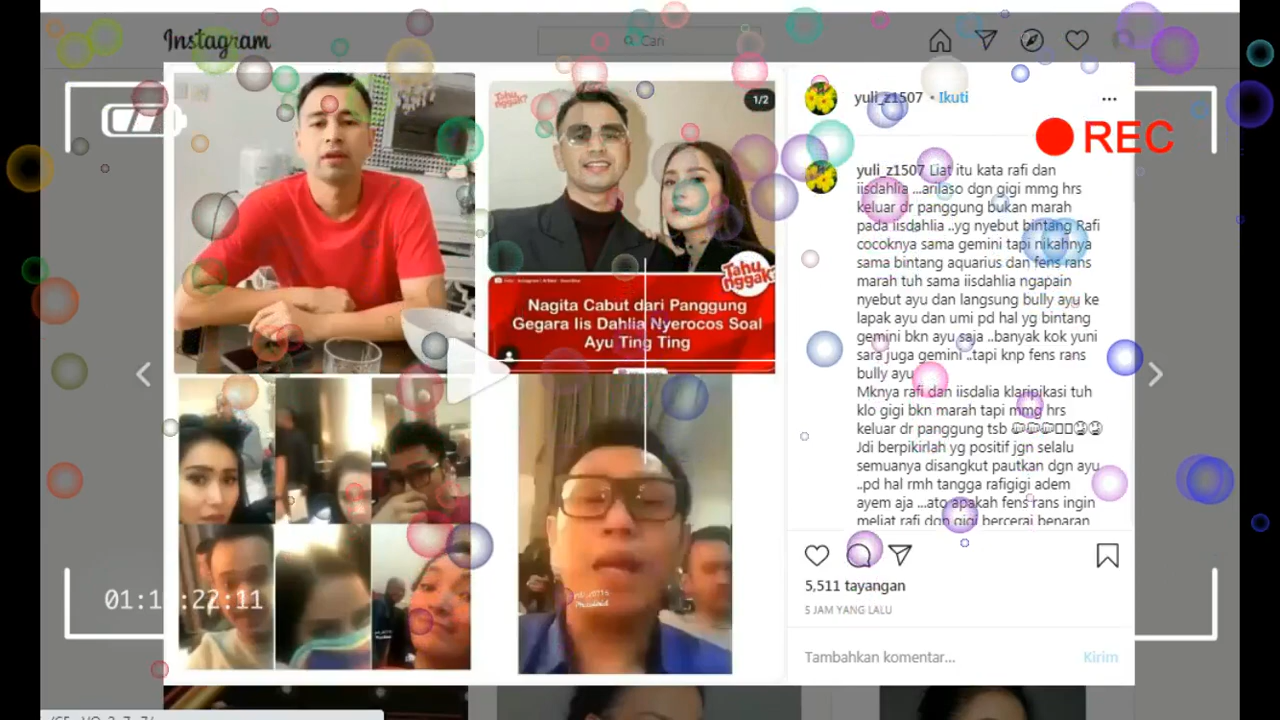 Instagram
Cari
yuli_z1507 • Ikuti
1/2
REC
Tahu nggak?
yuli_z1507 Liat itu kata rafi dan
iisdahlia ...arilaso dgn gigi mmg hrs
keluar dr panggung bukan marah
pada iisdahlia ..yg nyebut bintang Rafi
cocoknya sama gemini tapi nikahnya
sama bintang aquarius dan fens rans
marah tuh sama iisdahlia ngapain
nyebut ayu dan langsung bully ayu ke
lapak ayu dan umi pd hal yg bintang
gemini bkn ayu saja ..banyak kok yuni
sara juga gemini ..tapi knp fens rans
bully ayu
Mknya rafi dan iisdalia klaripikasi tuh
klo gigi bkn marah tapi mmg hrs
keluar dr panggung tsb
Jdi berpikirlah yg positif jgn selalu
semuanya disangkut pautkan dgn ayu
..pd hal rmh tangga rafigigi adem
ayem aja ...ato apakah fens rans ingin
meliat rafi dgn gigi bercerai benaran
Tahu nggak?
Nagita Cabut dari Panggung
Gegara Iis Dahlia Nyerocos Soal
Ayu Ting Ting
5,511 tayangan
5 JAM YANG LALU
Tambahkan komentar...
Kirim